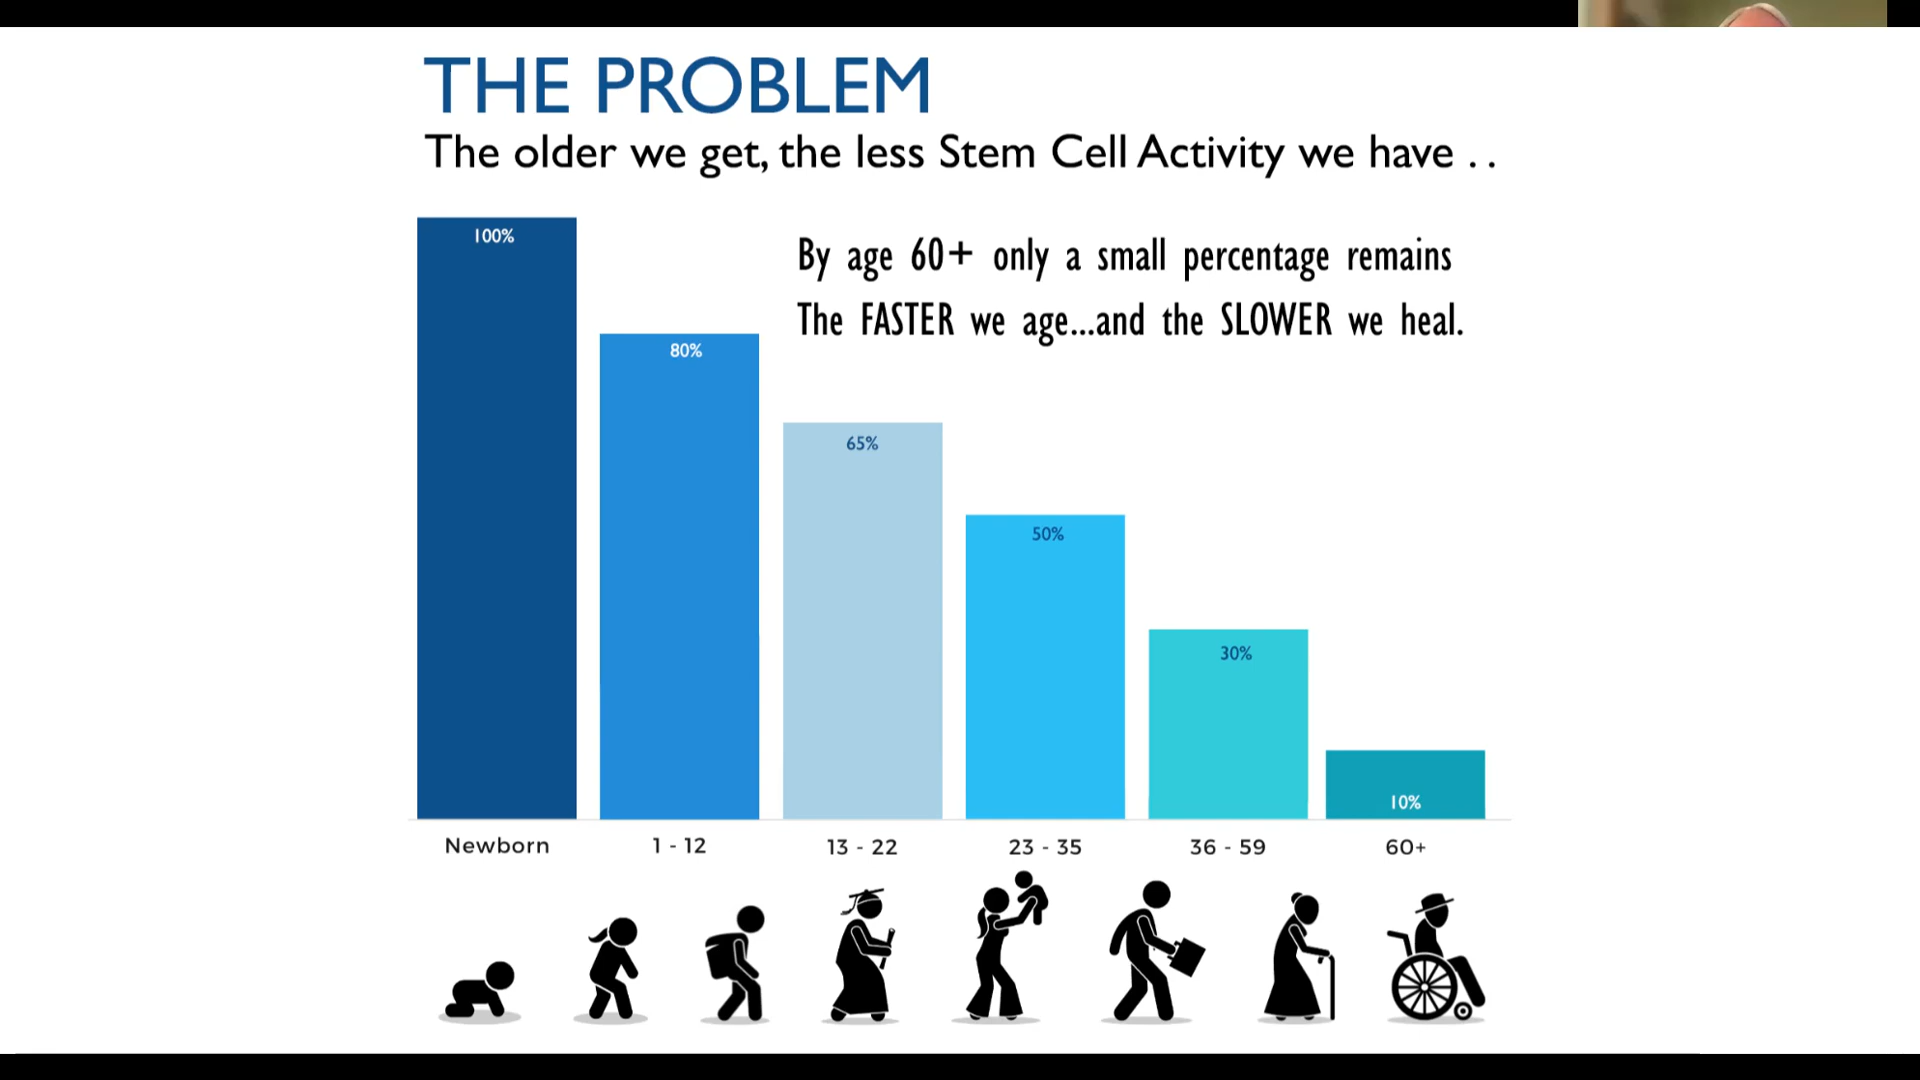 THE PROBLEM
The older we get, the less Stem Cell Activity we have . .
By age 60+ only a small percentage remains
The FASTER we age...and the SLOWER we heal.
100%
80%
65%
50%
30%
10%
Newborn
1 - 12
13 - 22
23 - 35
36 - 59
60+